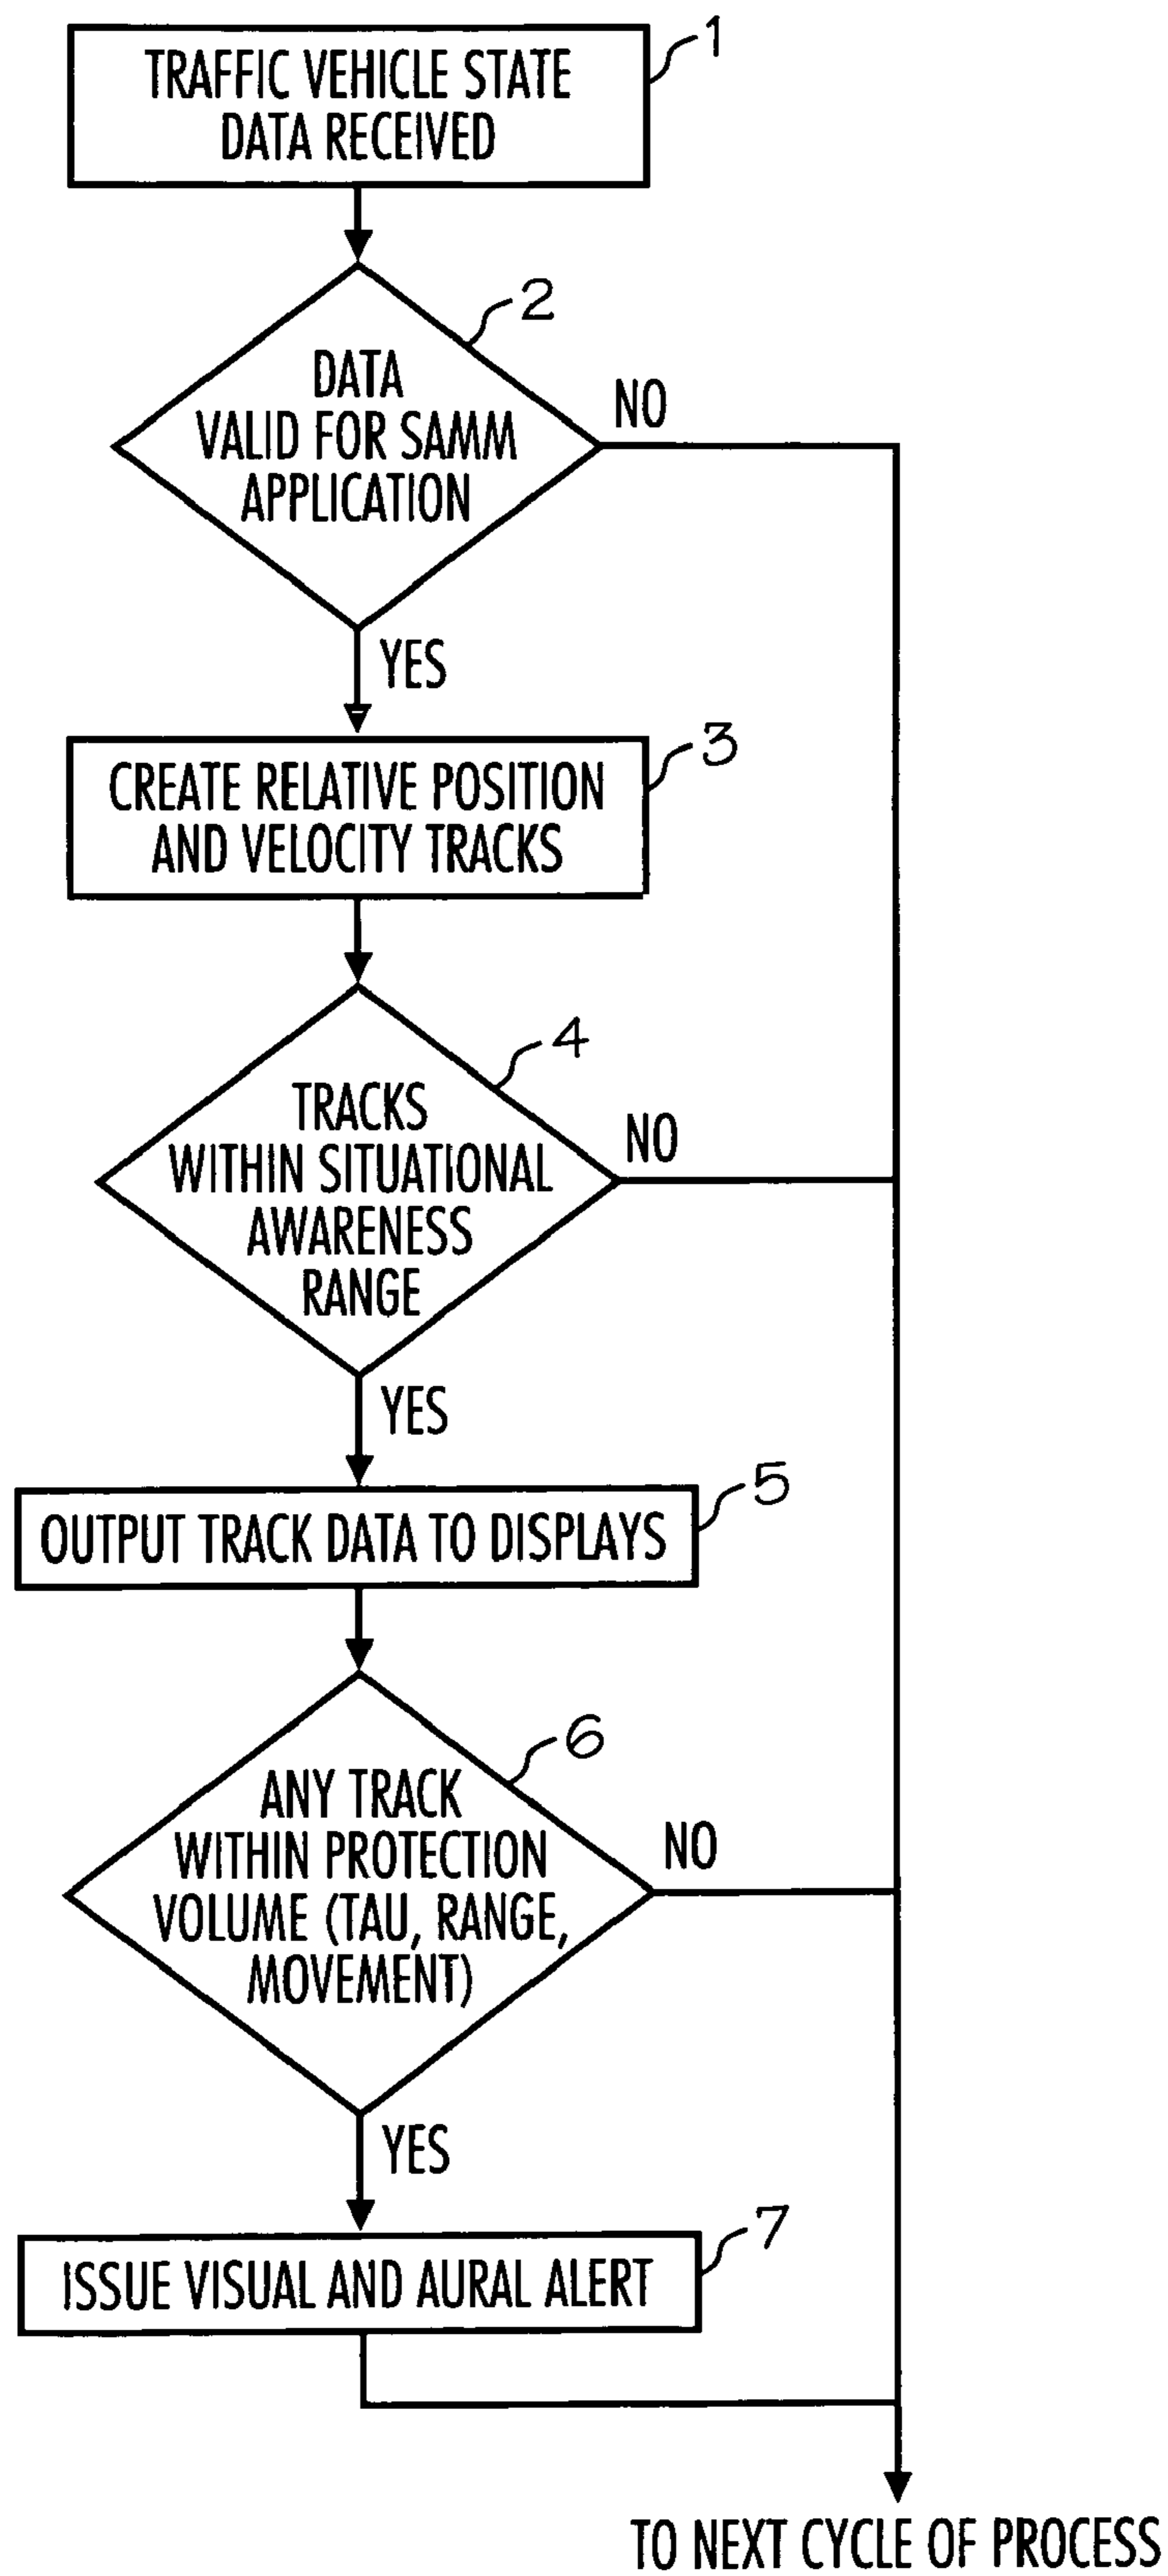 1
TRAFFIC VEHICLE STATE
DATA RECEIVED
2
DATA
VALID FOR SAMM
APPLICATION
NO
YES
3
CREATE RELATIVE POSITION
AND VELOCITY TRACKS
4
TRACKS
WITHIN SITUATIONAL
AWARENESS
RANGE
NO
YES
5
OUTPUT TRACK DATA TO DISPLAYS
6
ANY TRACK
WITHIN PROTECTION
VOLUME (TAU, RANGE,
MOVEMENT)
NO
YES
7
ISSUE VISUAL AND AURAL ALERT
TO NEXT CYCLE OF PROCESS